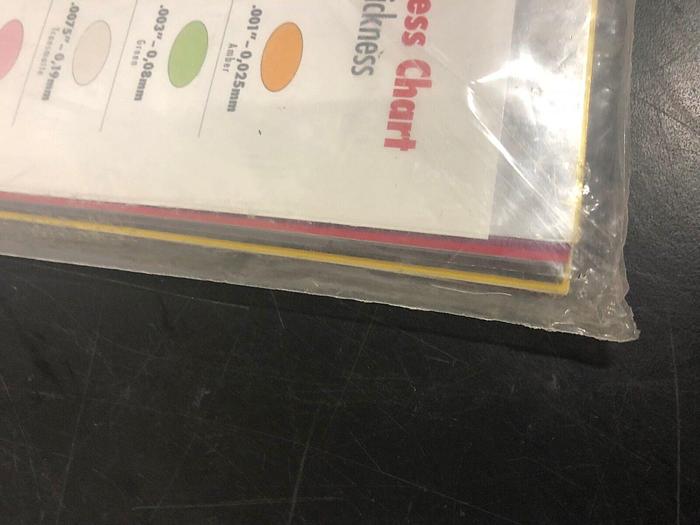 ess Chart
ickness
.001" – 0,025mm
Amber
.003" – 0,08mm
Green
.0075" – 0,19mm